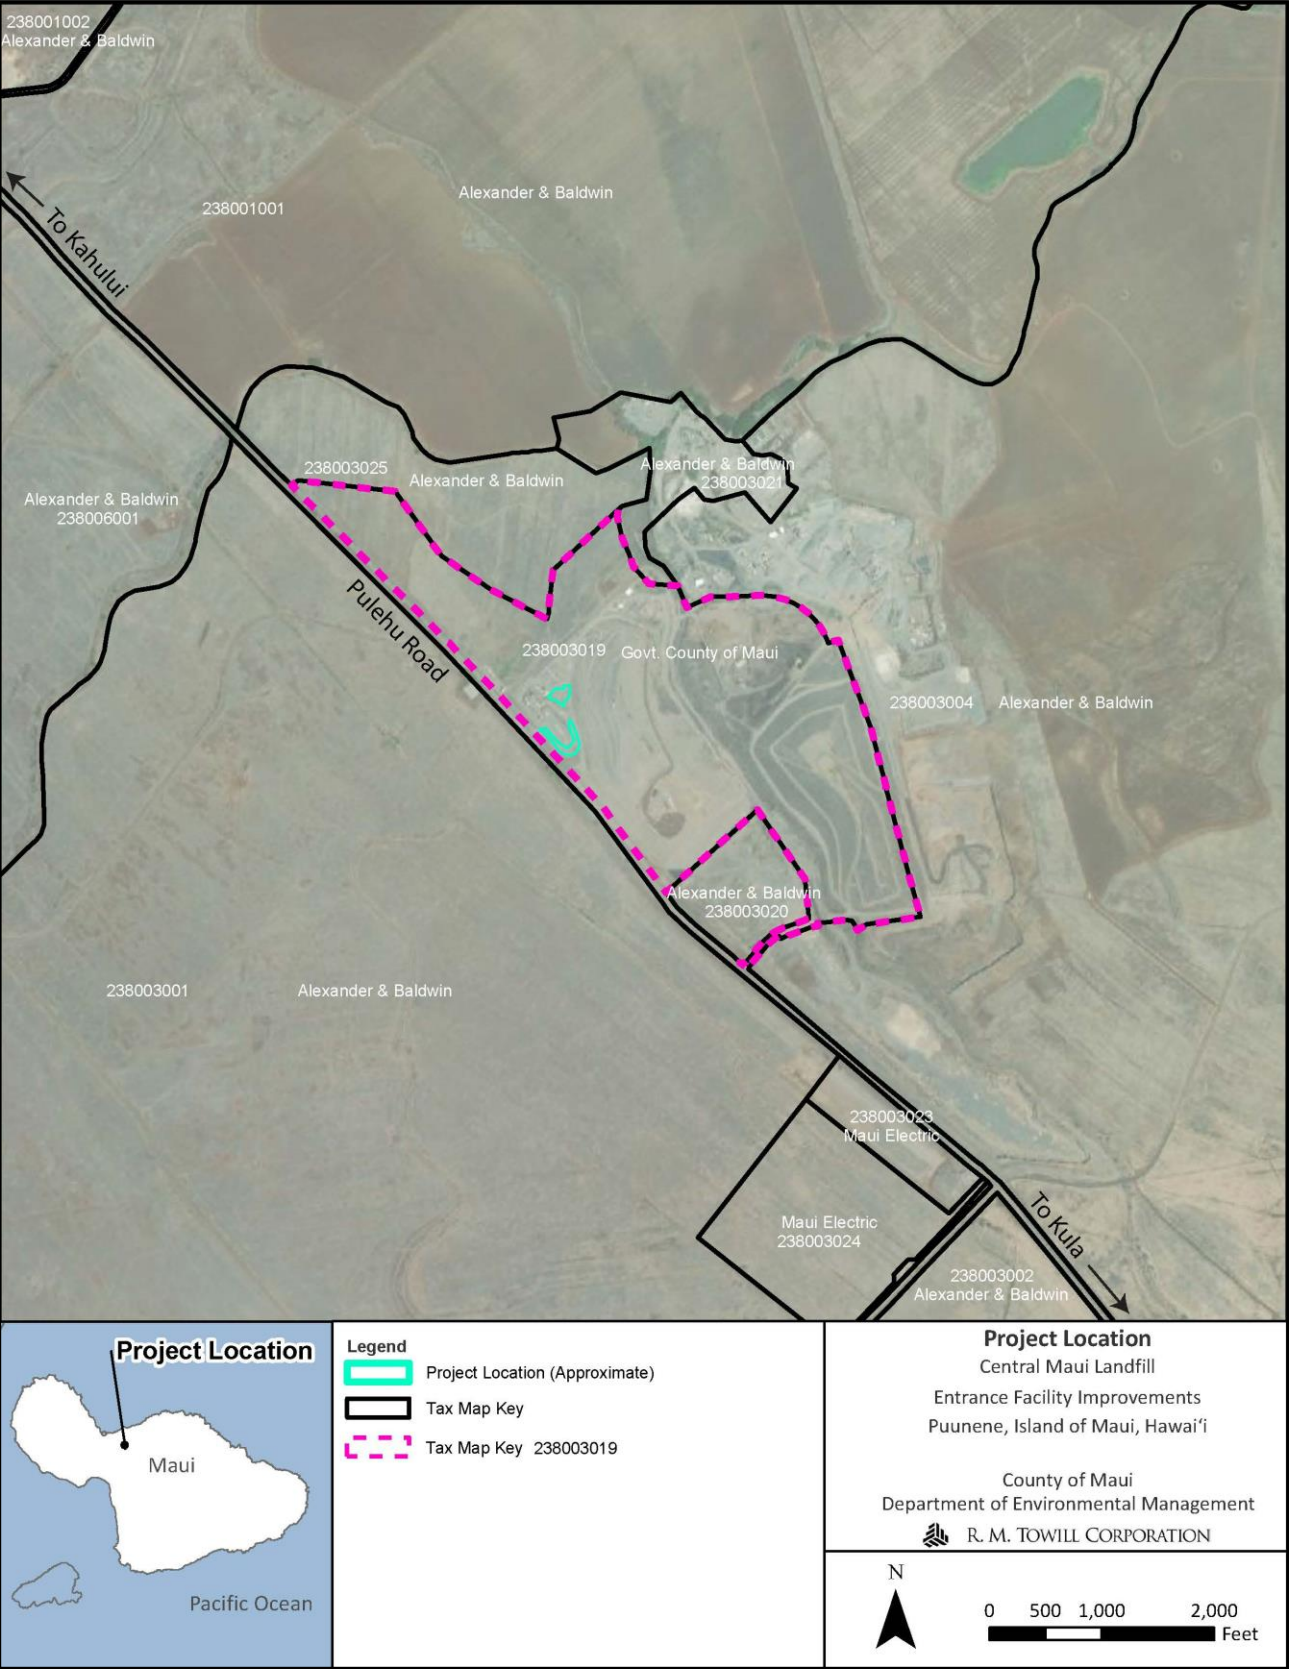 238001002
Alexander & Baldwin
Alexander & Baldwin
238001001
To Kahului
238003025
Alexander & Baldwin
Alexander & Baldwin
238003021
Alexander & Baldwin
238006001
Pulehu Road
238003019
Govt. County of Maui
238003004
Alexander & Baldwin
Alexander & Baldwin
238003020
238003001
Alexander & Baldwin
238003023
Maui Electric
Maui Electric
238003024
To Kula
238003002
Alexander & Baldwin
Project Location
Maui
Pacific Ocean
Legend
Project Location (Approximate)
Tax Map Key
Tax Map Key 238003019
Project Location
Central Maui Landfill
Entrance Facility Improvements
Puunene, Island of Maui, Hawaiʻi
County of Maui
Department of Environmental Management
R. M. TOWILL CORPORATION
N
0 500 1,000 2,000
Feet